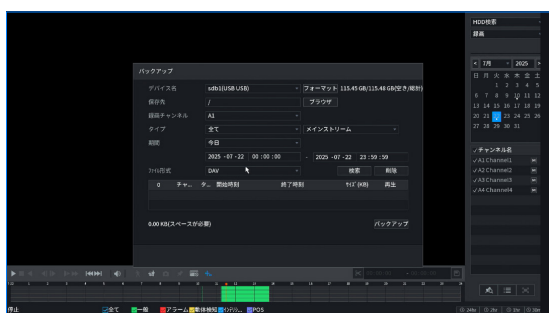 HDD検索
録画
< 7月 2025 >
日 月 火 水 木 金 土
1 2 3 4 5
6 7 8 9 10 11 12
13 14 15 16 17 18 19
20 21 22 23 24 25 26
27 28 29 30 31
✓チャンネル名
✓A1 Channel1
✓A2 Channel2
✓A3 Channel3
✓A4 Channel4
バックアップ
デバイス名 sdb1(USB USB) フォーマット 115.45 GB/115.48 GB(空き/総計)
保存先 / ブラウザ
録画チャンネル A1
タイプ 全て メインストリーム
期間 今日
2025 -07 -22 00 :00 :00 - 2025 -07 -22 23 :59 :59
ファイル形式 DAV 検索 削除
0 チャ... タ... 開始時刻 終了時刻 サイズ (KB) 再生
0.00 KB(スペースが必要) バックアップ
停止 全て 一般 アラーム 動体検知 POS
24hr 2hr 1hr